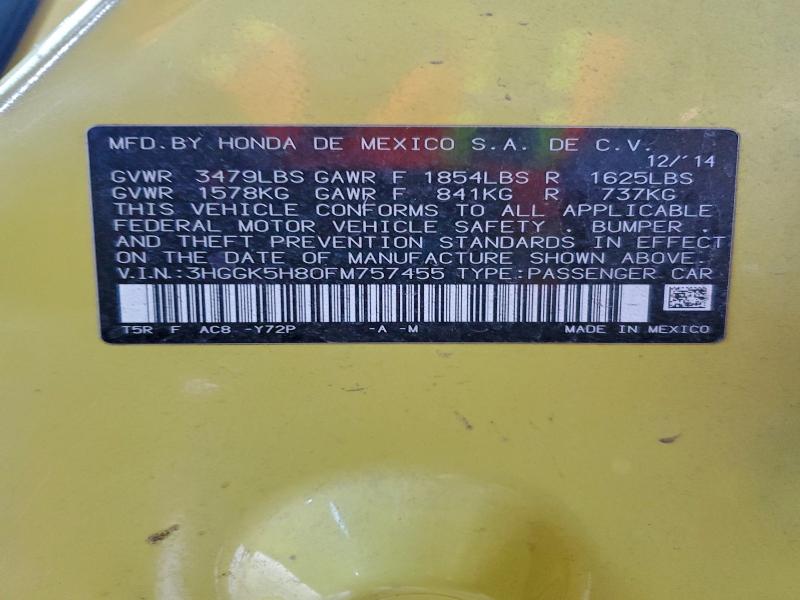 MFD.BY HONDA DE MEXICO S.A. DE C.V.
12/'14
GVWR 3479LBS GAWR F 1854LBS R 1625LBS
GVWR 1578KG GAWR F 841KG R 737KG
THIS VEHICLE CONFORMS TO ALL APPLICABLE
FEDERAL MOTOR VEHICLE SAFETY , BUMPER ,
AND THEFT PREVENTION STANDARDS IN EFFECT
ON THE DATE OF MANUFACTURE SHOWN ABOVE.
V.I.N.:3HGGK5H80FM757455 TYPE:PASSENGER CAR
T5R F AC8 -Y72P -A -M MADE IN MEXICO